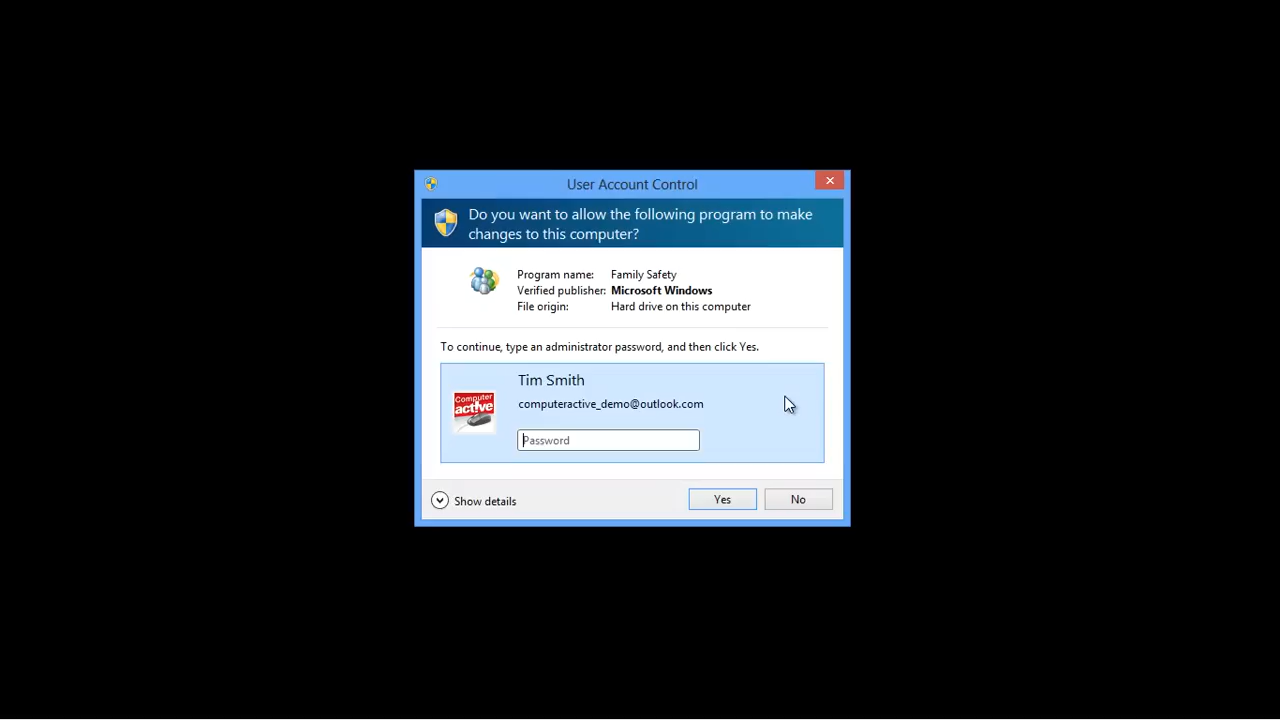 User Account Control
Do you want to allow the following program to make
changes to this computer?
Program name: Family Safety
Verified publisher: Microsoft Windows
File origin: Hard drive on this computer
To continue, type an administrator password, and then click Yes.
Tim Smith
Computer
active
computeractive_demo@outlook.com
Password
Show details
Yes
No